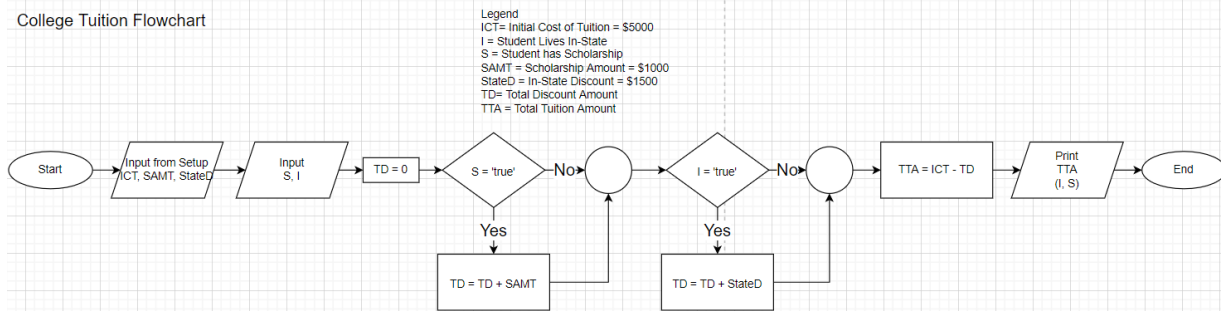 College Tuition Flowchart
Legend
ICT= Initial Cost of Tuition = $5000
I = Student Lives In-State
S = Student has Scholarship
SAMT = Scholarship Amount = $1000
StateD = In-State Discount = $1500
TD= Total Discount Amount
TTA = Total Tuition Amount
Start
Input from Setup
ICT, SAMT, StateD
Input
S, I
TD = 0
S = 'true'
No
Yes
TD = TD + SAMT
I = 'true'
No
Yes
TD = TD + StateD
TTA = ICT - TD
Print
TTA
(I, S)
End